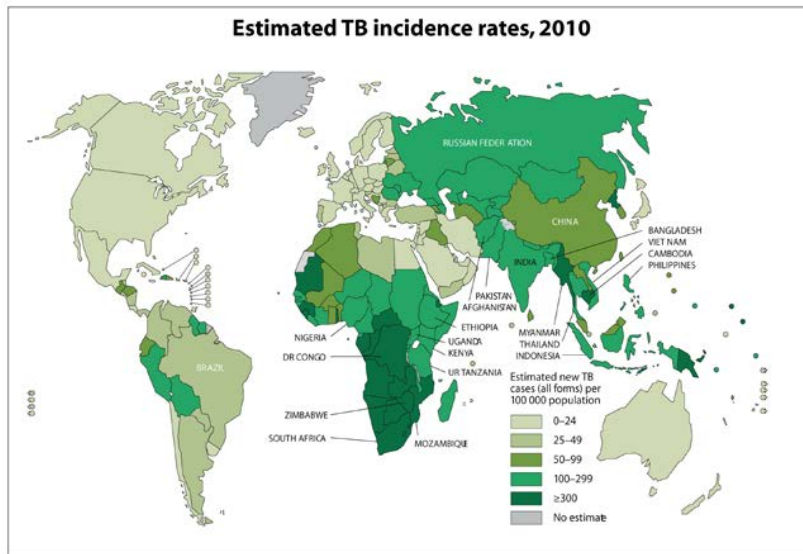 Estimated TB incidence rates, 2010
RUSSIAN FEDERATION
CHINA
BANGLADESH
VIET NAM
CAMBODIA
PHILIPPINES
INDIA
PAKISTAN
AFGHANISTAN
MYANMAR
THAILAND
INDONESIA
NIGERIA
ETHIOPIA
UGANDA
KENYA
DR CONGO
UR TANZANIA
BRAZIL
ZIMBABWE
SOUTH AFRICA
MOZAMBIQUE
Estimated new TB
cases (all forms) per
100 000 population
0–24
25–49
50–99
100–299
≥300
No estimate